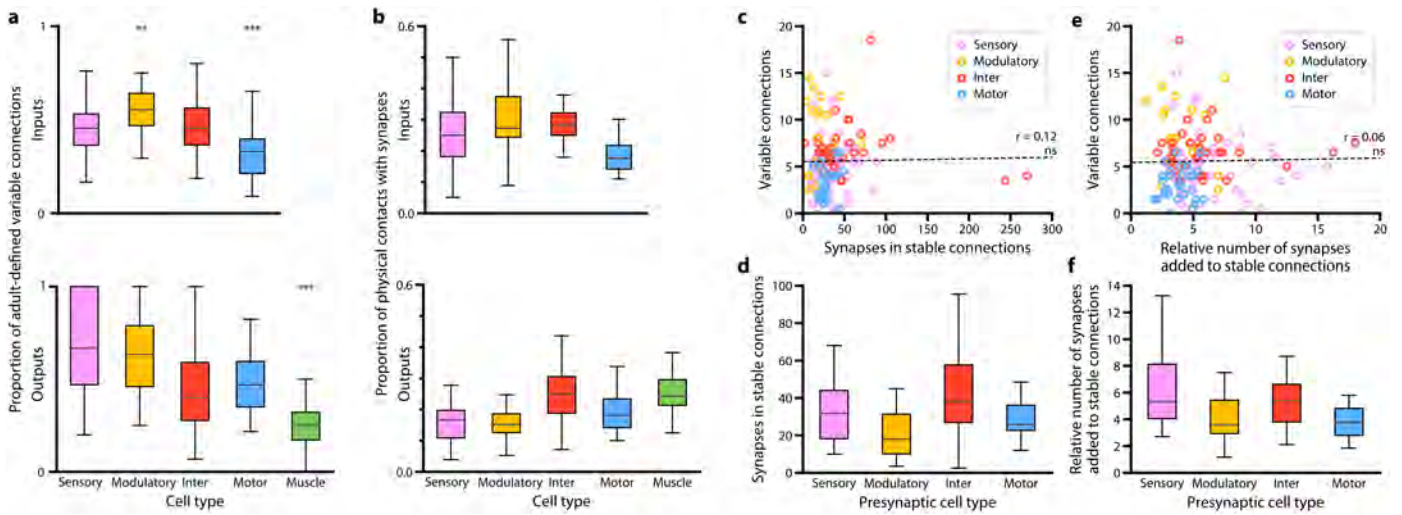 a
Proportion of adult-defined variable connections
Inputs
1
0
**
***
Outputs
1
0
***
Sensory Modulatory Inter Motor Muscle
Cell type
b
Proportion of physical contacts with synapses
Inputs
0.6
0.0
Outputs
0.6
0.0
Sensory Modulatory Inter Motor Muscle
Cell type
c
Variable connections
20
15
10
5
0
Sensory
Modulatory
Inter
Motor
r = 0.12
ns
0 50 100 150 200 250 300
Synapses in stable connections
e
Variable connections
20
15
10
5
0
Sensory
Modulatory
Inter
Motor
r = 0.06
ns
0 5 10 15 20
Relative number of synapses
added to stable connections
d
Synapses in stable connections
100
80
60
40
20
0
Sensory Modulatory Inter Motor
Presynaptic cell type
f
Relative number of synapses
added to stable connections
14
12
10
8
6
4
2
0
Sensory Modulatory Inter Motor
Presynaptic cell type